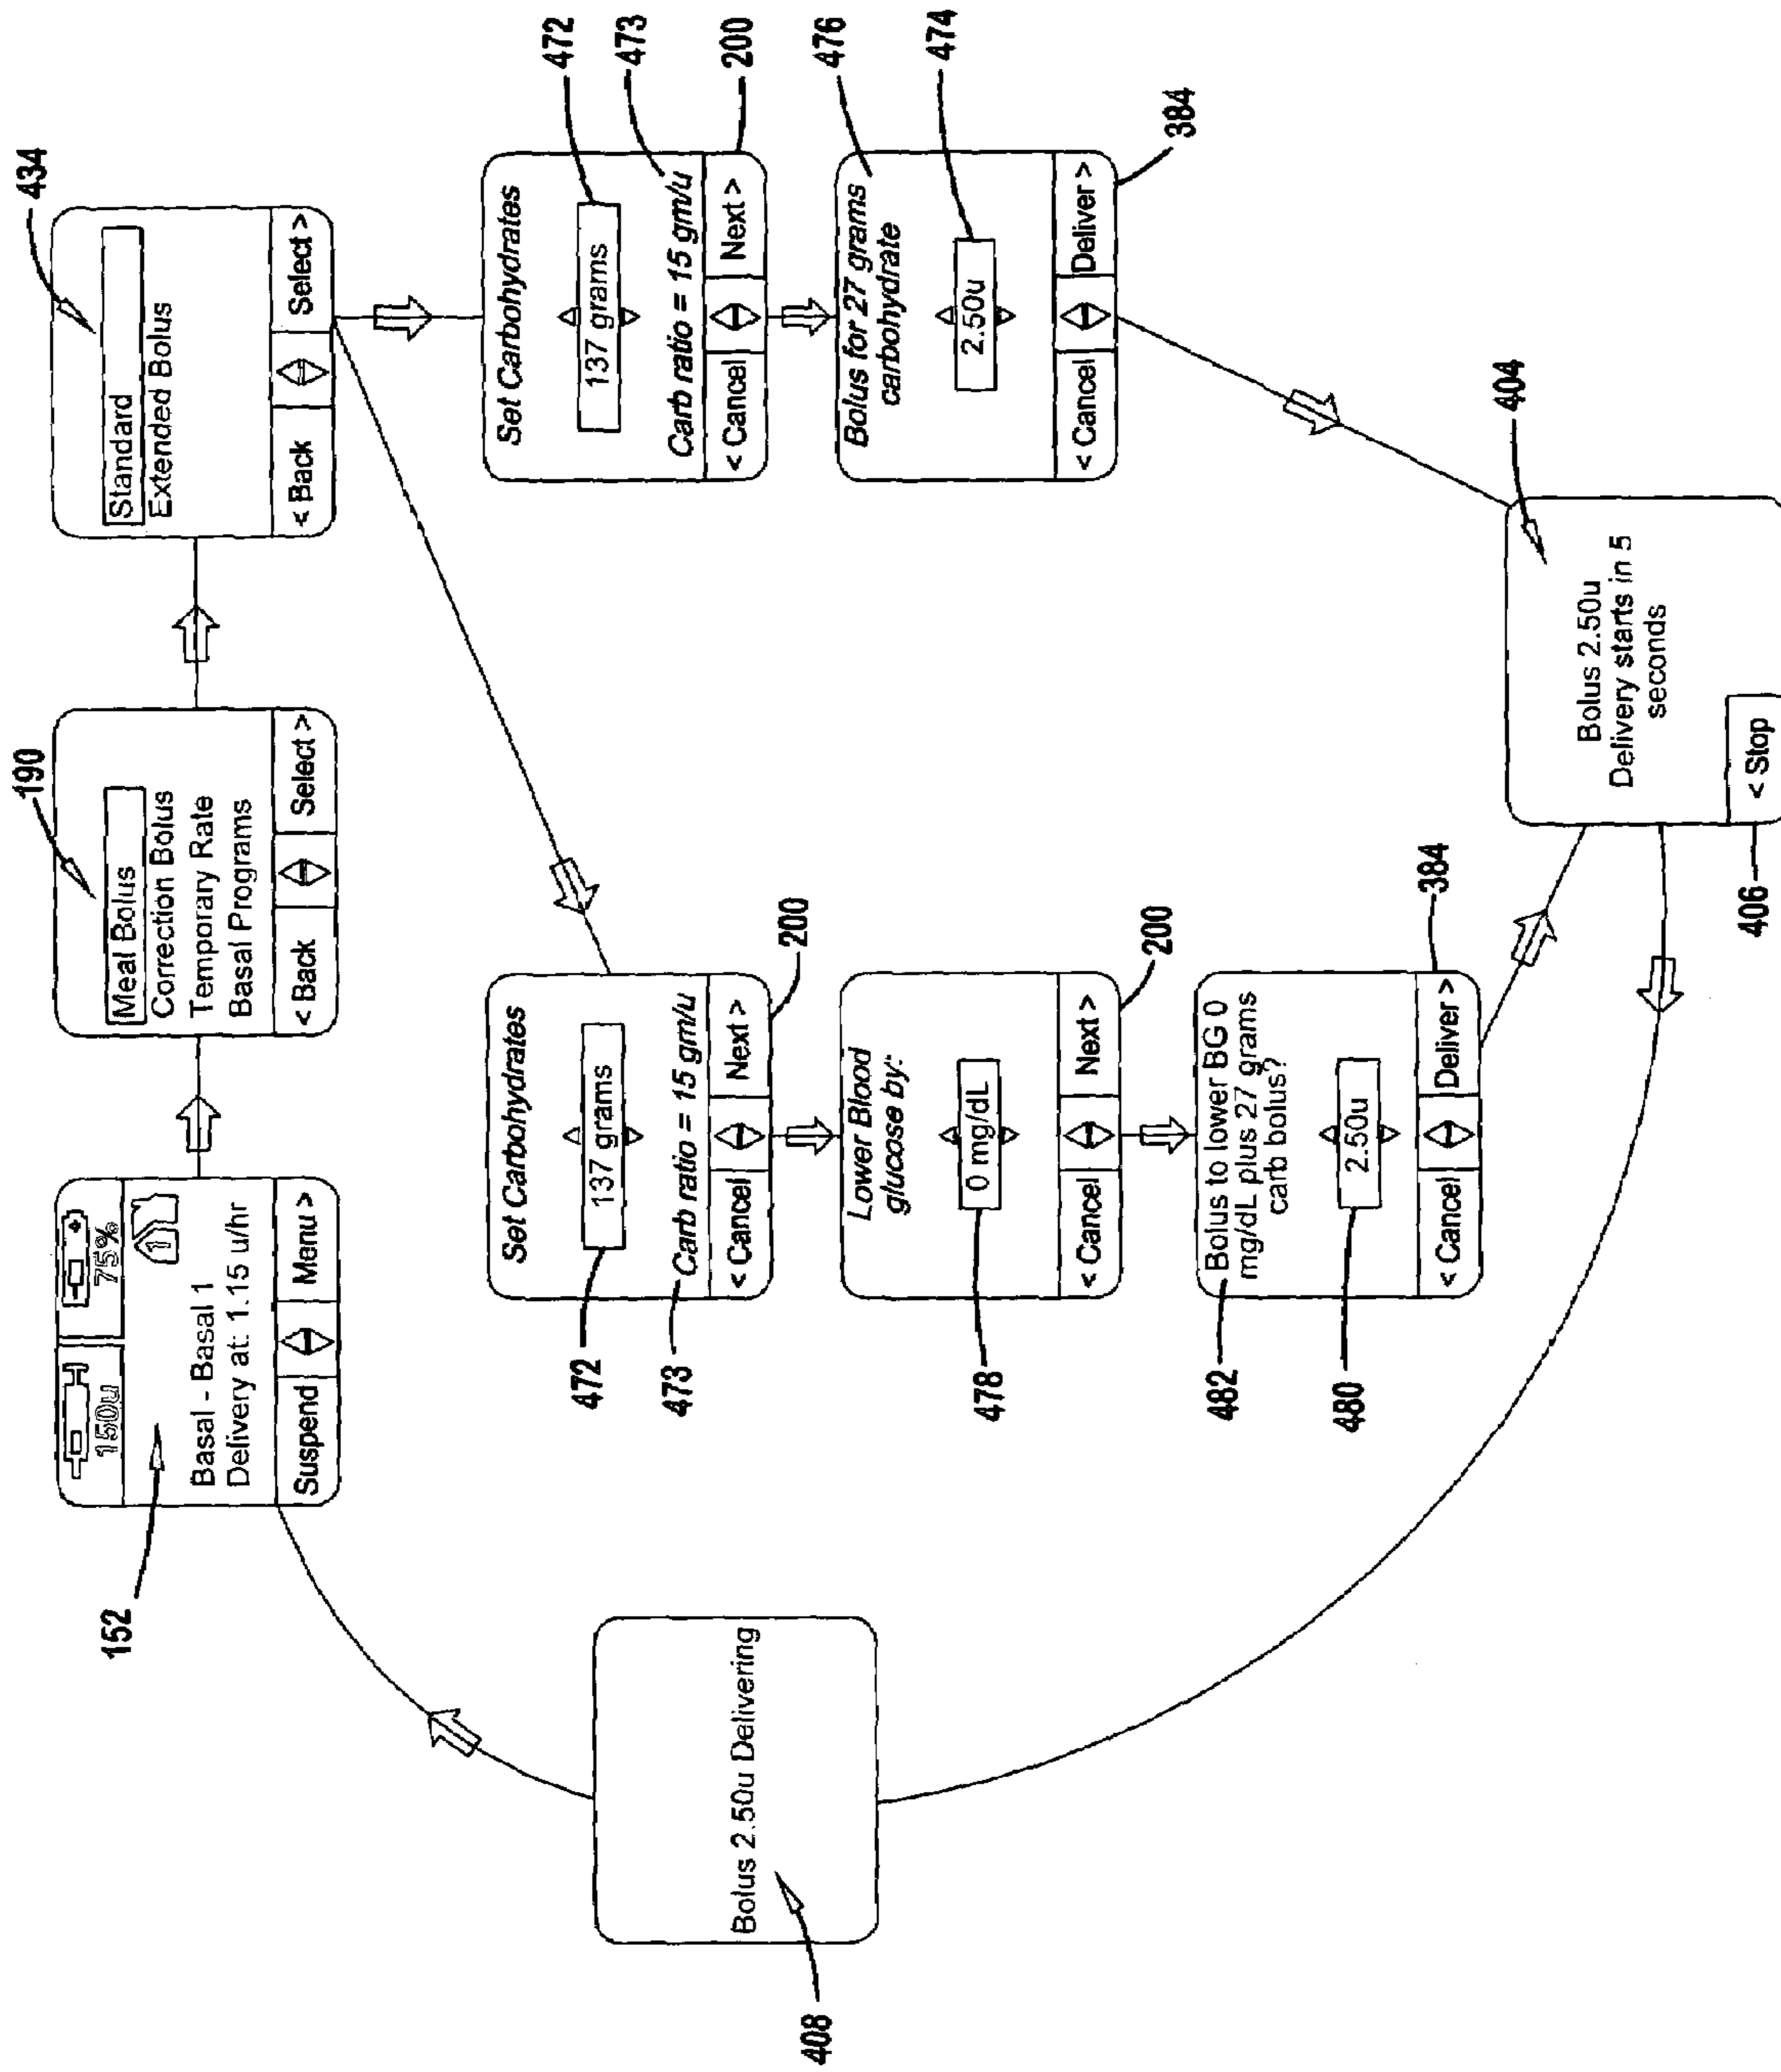 150u
75%
1
Basal - Basal 1
Delivery at: 1.15 u/hr
Suspend
Menu >
152
190
Meal Bolus
Correction Bolus
Temporary Rate
Basal Programs
< Back
Select >
434
Standard
Extended Bolus
< Back
Select >
Set Carbohydrates
137 grams
Carb ratio = 15 gm/u
< Cancel
Next >
472
473
200
Lower Blood
glucose by:
0 mg/dL
< Cancel
Next >
478
200
482
Bolus to lower BG 0
mg/dL plus 27 grams
carb bolus?
2.50u
< Cancel
Deliver >
480
384
Set Carbohydrates
137 grams
Carb ratio = 15 gm/u
< Cancel
Next >
472
473
200
Bolus for 27 grams
carbohydrate
2.50u
< Cancel
Deliver >
476
474
384
Bolus 2.50u Delivering
408
404
Bolus 2.50u
Delivery starts in 5
seconds
< Stop
406